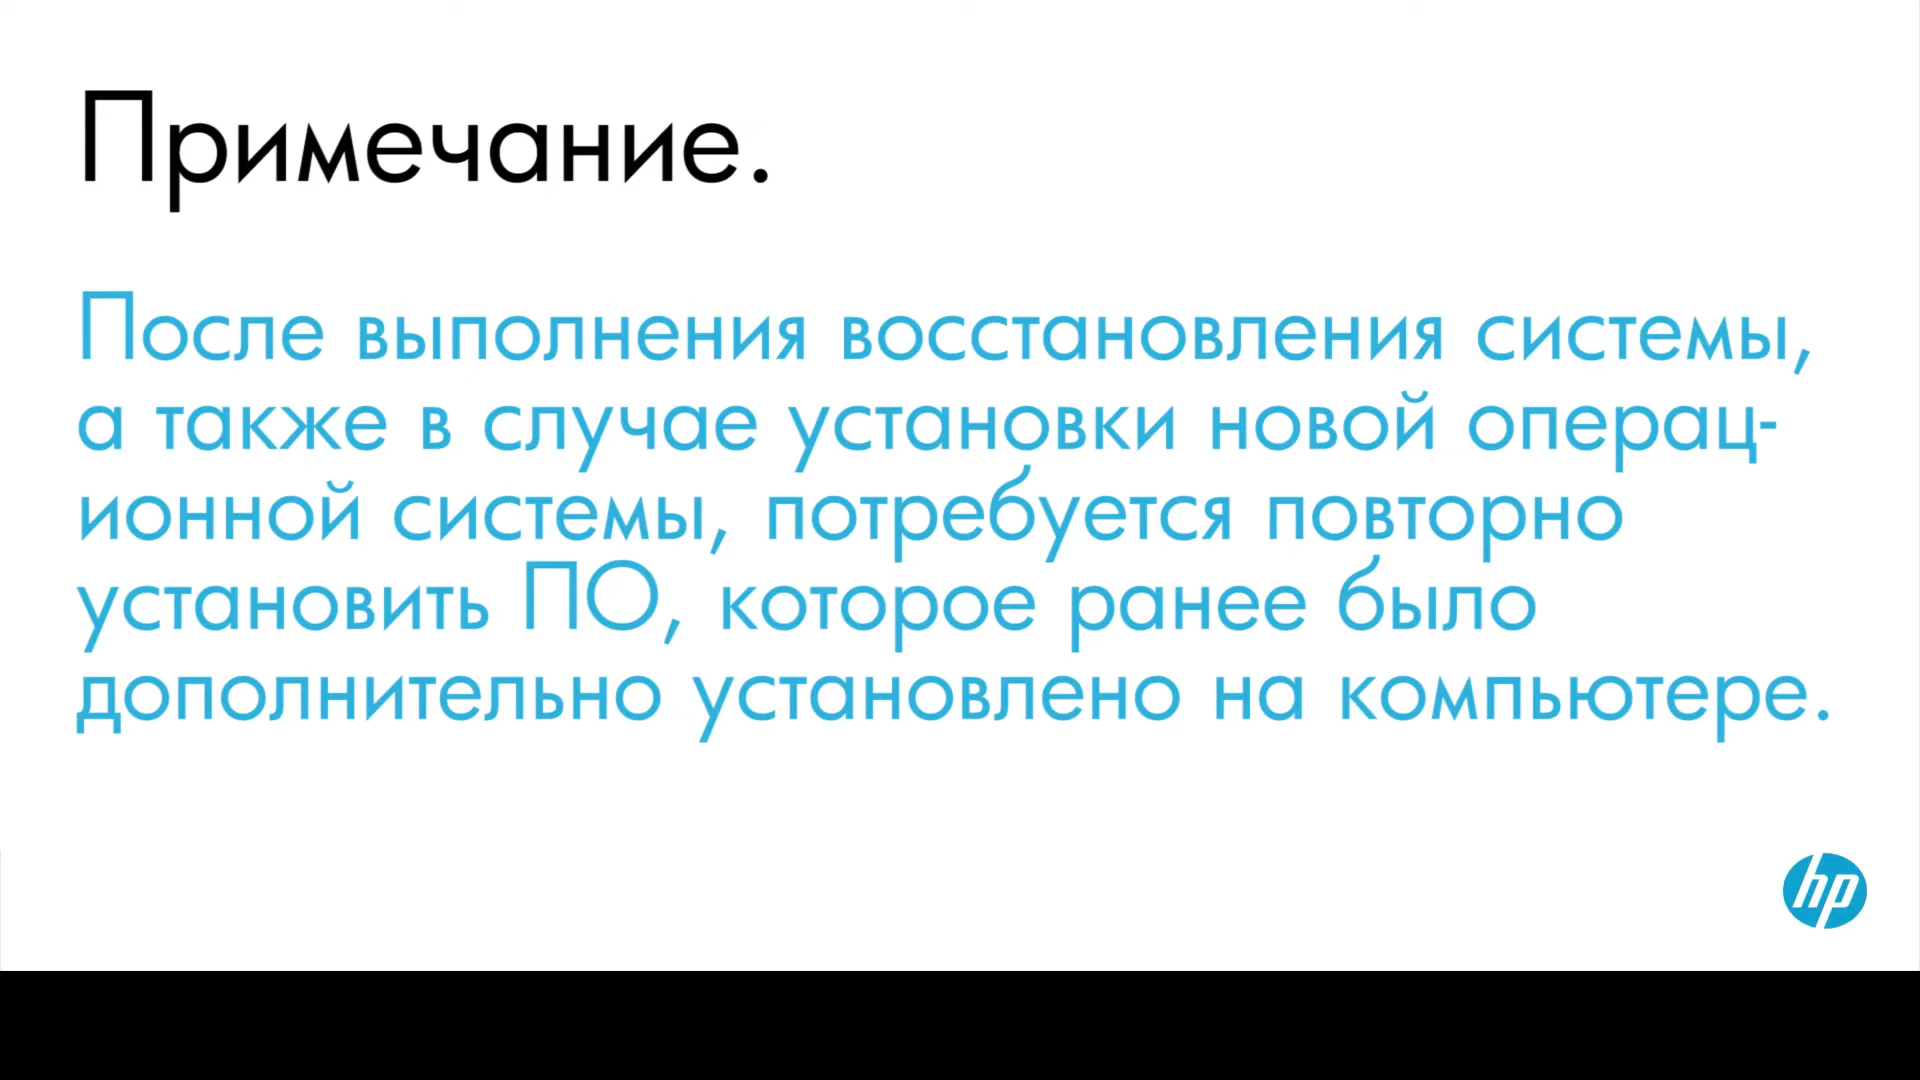 Примечание.
После выполнения восстановления системы,
а также в случае установки новой операц-
ионной системы, потребуется повторно
установить ПО, которое ранее было
дополнительно установлено на компьютере.
hp